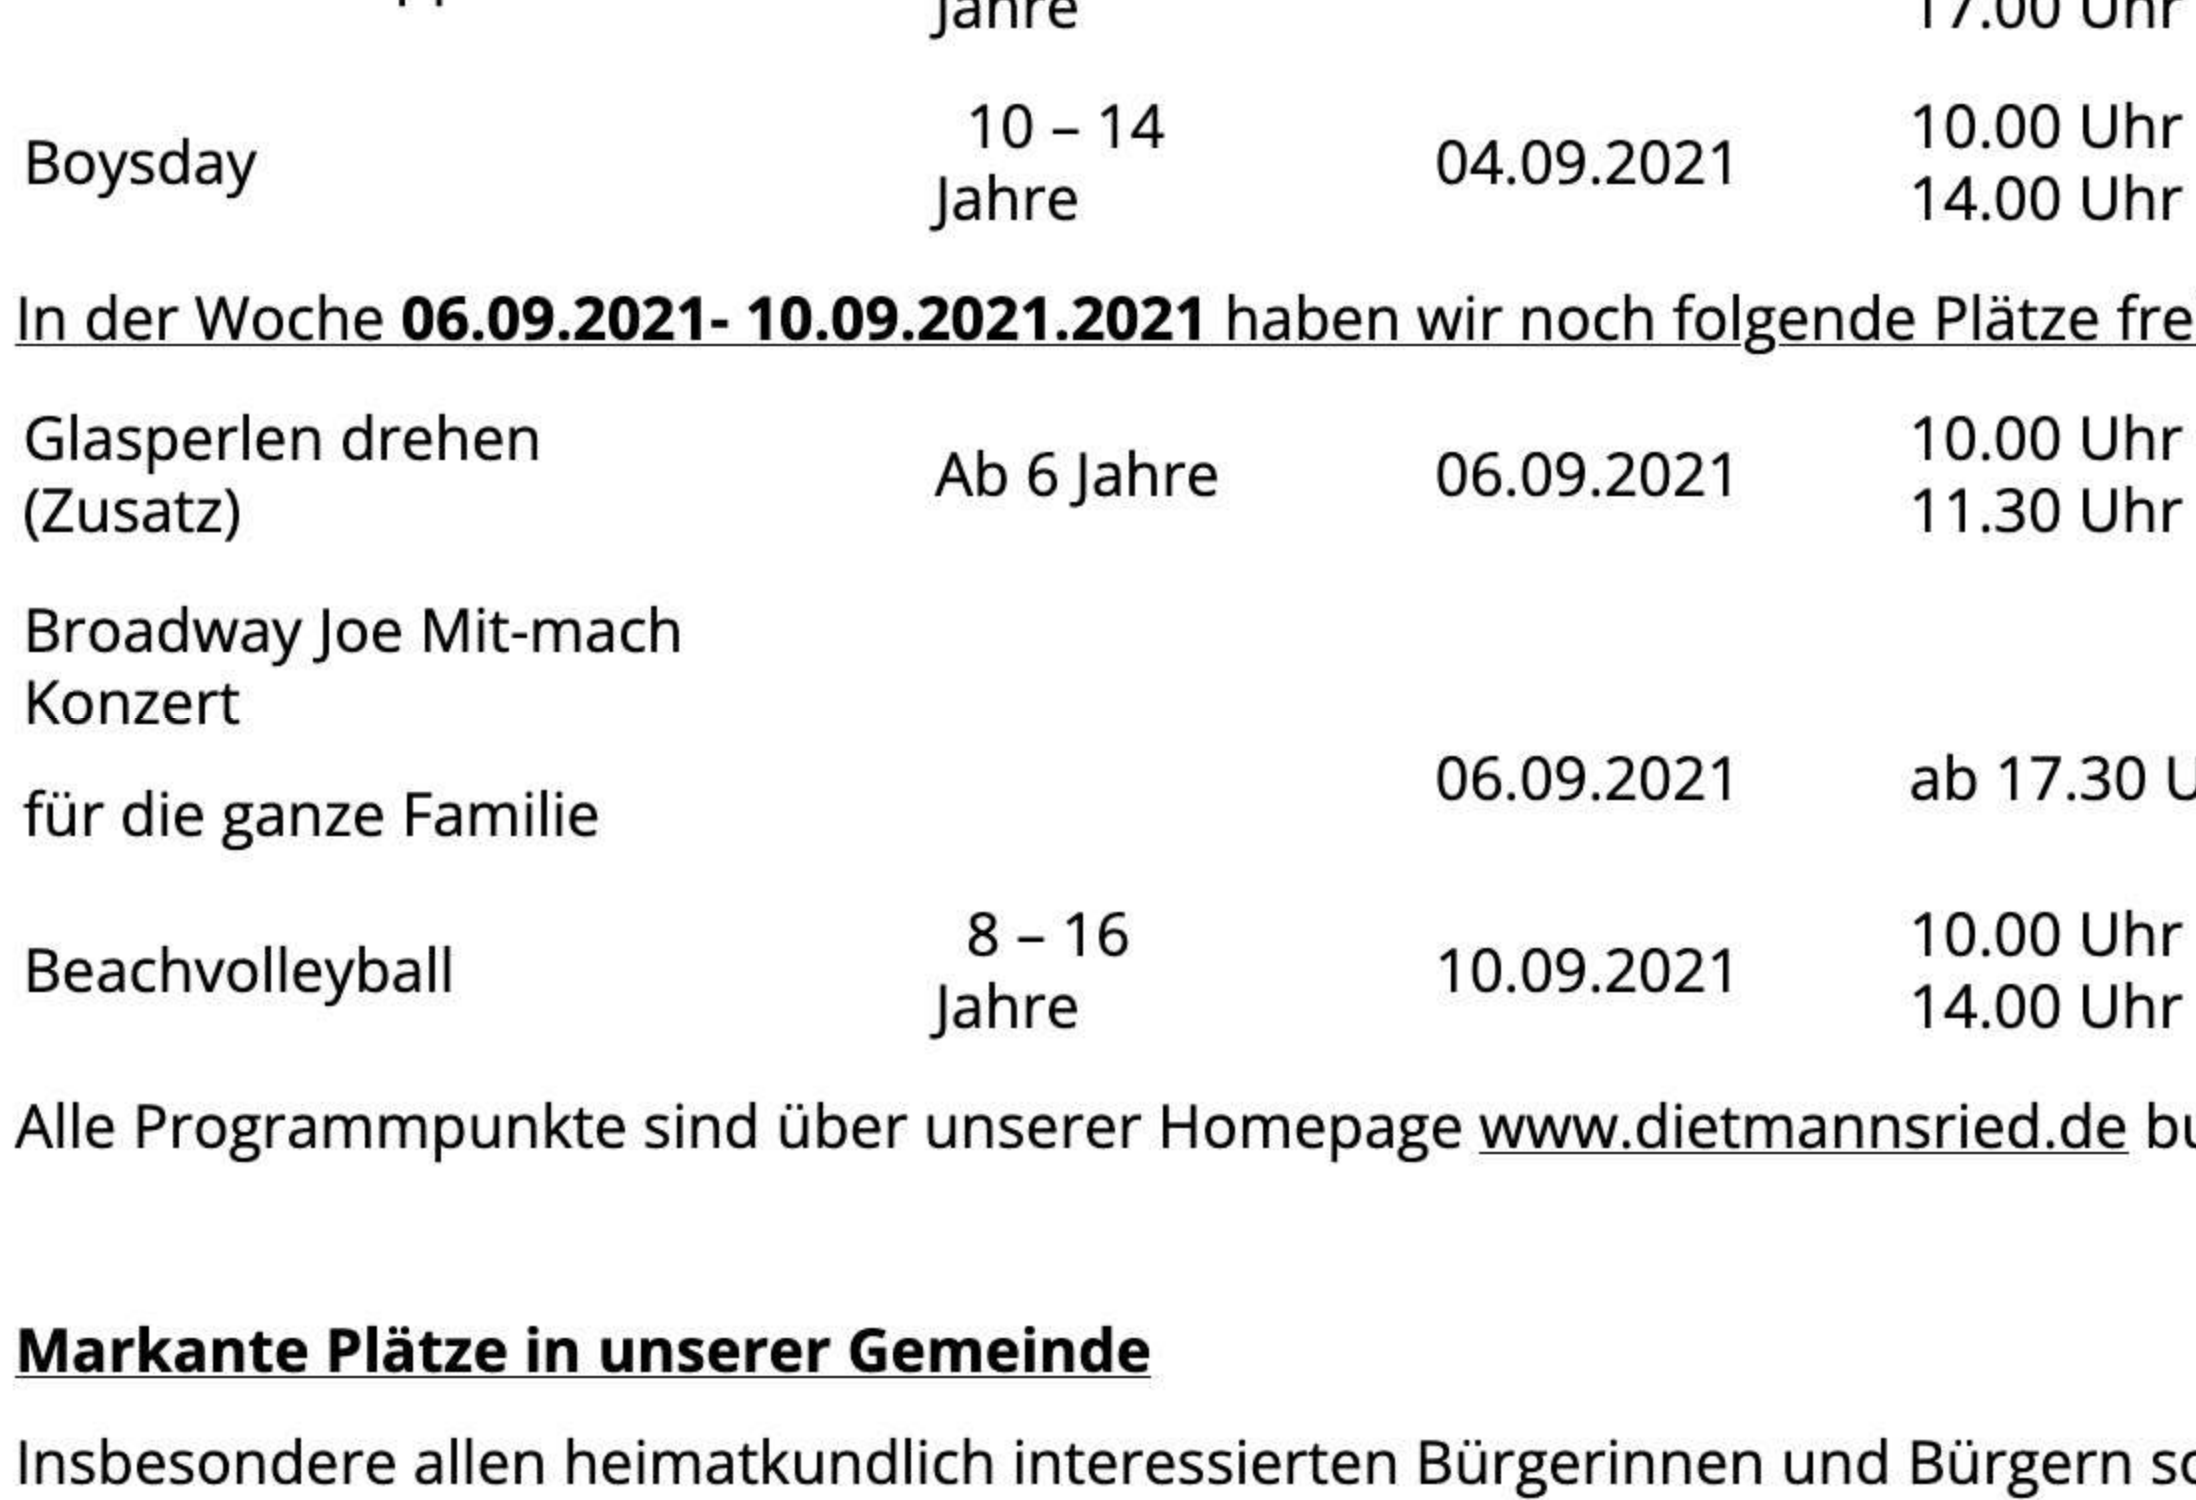 Jahre 17.00 Uhr
10 – 14 10.00 Uhr
Boysday 04.09.2021
Jahre 14.00 Uhr
In der Woche 06.09.2021- 10.09.2021.2021 haben wir noch folgende Plätze fre
Glasperlen drehen 10.00 Uhr
Ab 6 Jahre 06.09.2021
(Zusatz) 11.30 Uhr
Broadway Joe Mit-mach
Konzert
06.09.2021 ab 17.30 U
für die ganze Familie
8 – 16 10.00 Uhr
Beachvolleyball 10.09.2021
Jahre 14.00 Uhr
Alle Programmpunkte sind über unserer Homepage www.dietmannsried.de bu
Markante Plätze in unserer Gemeinde
Insbesondere allen heimatkundlich interessierten Bürgerinnen und Bürgern so